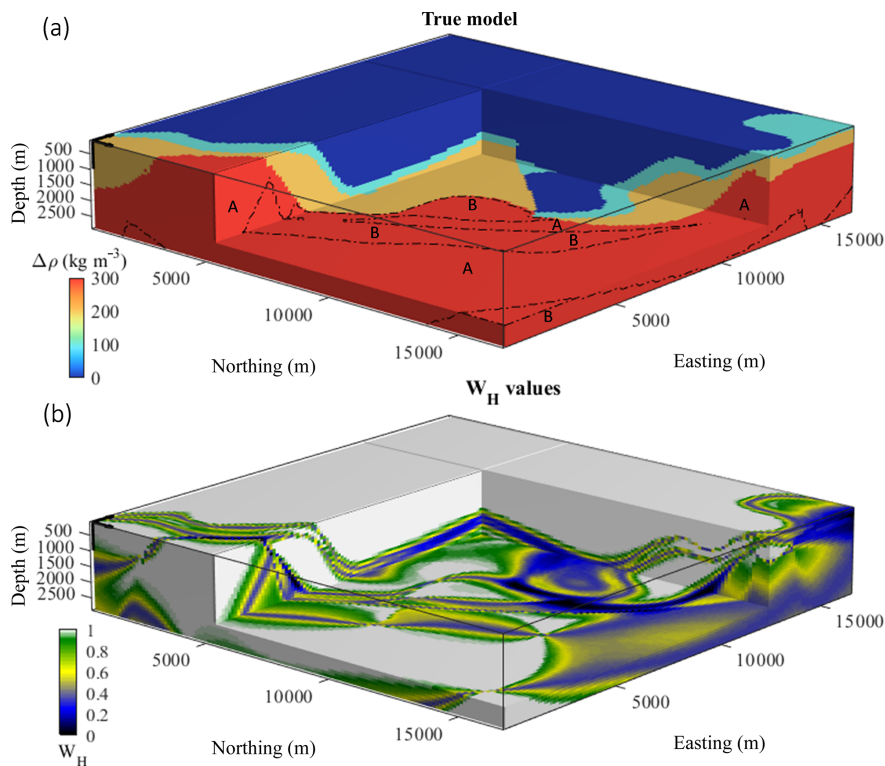 (a)
True model
Depth (m)
500
1000
1500
2000
2500
A
B
A
B
B
A
A
B
Δρ (kg m⁻³)
300
200
100
0
5000
10000
15000
Northing (m)
5000
10000
15000
Easting (m)
(b)
W_H values
Depth (m)
500
1000
1500
2000
2500
1
0.8
0.6
0.4
0.2
0
W_H
5000
10000
15000
Northing (m)
5000
10000
15000
Easting (m)